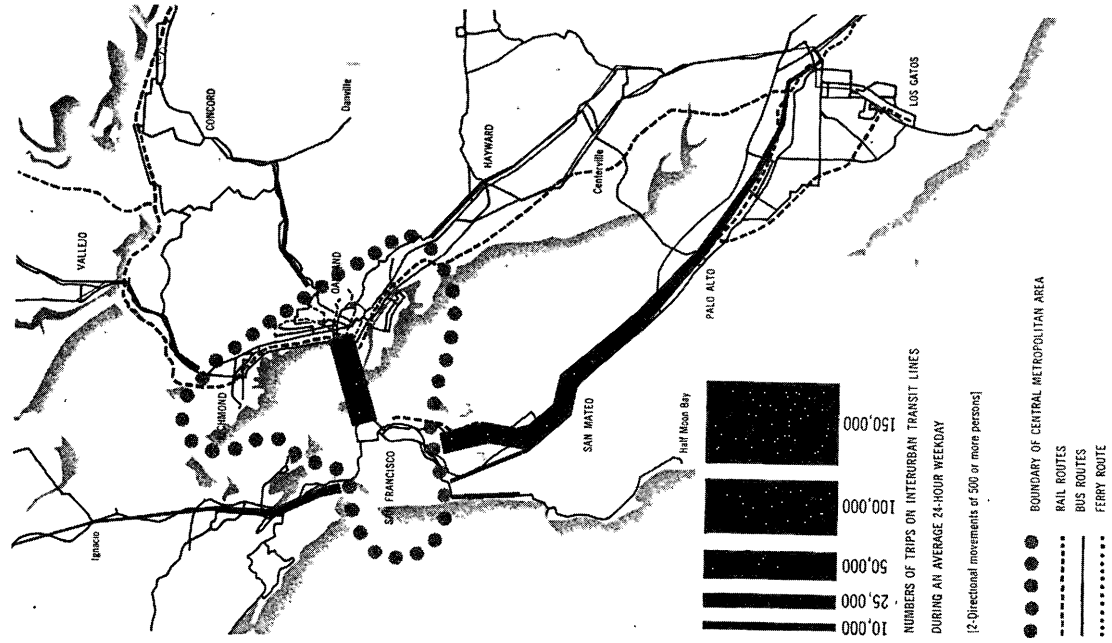 Ignacio
VALLEJO
CONCORD
Danville
RICHMOND
OAKLAND
SAN FRANCISCO
HAYWARD
Centerville
SAN MATEO
PALO ALTO
Half Moon Bay
LOS GATOS
10,000
25,000
50,000
100,000
150,000
NUMBERS OF TRIPS ON INTERURBAN TRANSIT LINES
DURING AN AVERAGE 24-HOUR WEEKDAY
[2-Directional movements of 500 or more persons]
BOUNDARY OF CENTRAL METROPOLITAN AREA
RAIL ROUTES
BUS ROUTES
FERRY ROUTE